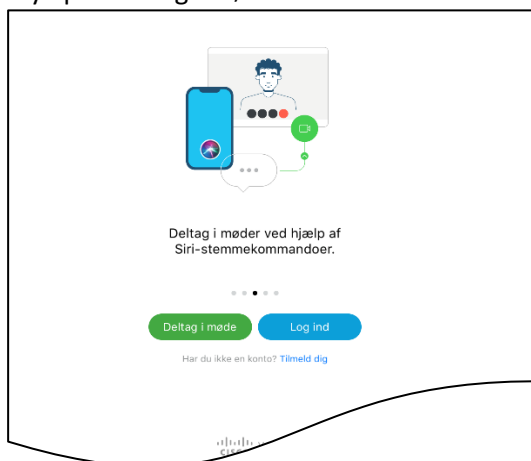 Deltag i møder ved hjælp af
Siri-stemmekommandoer.
Deltag i møde
Log ind
Har du ikke en konto? Tilmeld dig